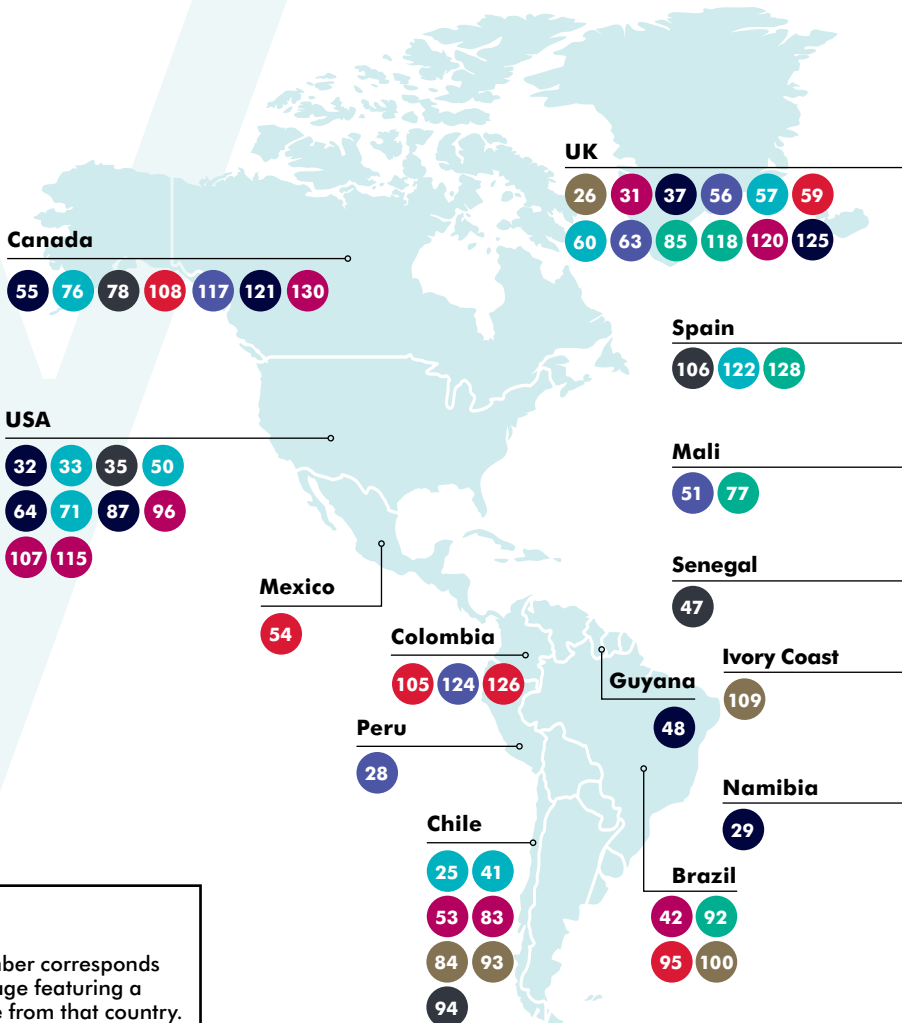 UK
26 31 37 56 57 59
60 63 85 118 120 125
Canada
55 76 78 108 117 121 130
Spain
106 122 128
USA
32 33 35 50
64 71 87 96
107 115
Mali
51 77
Senegal
47
Mexico
54
Colombia
105 124 126
Ivory Coast
109
Guyana
48
Peru
28
Namibia
29
Chile
25 41
53 83
84 93
94
Brazil
42 92
95 100
corresponds
featuring a
from that country.